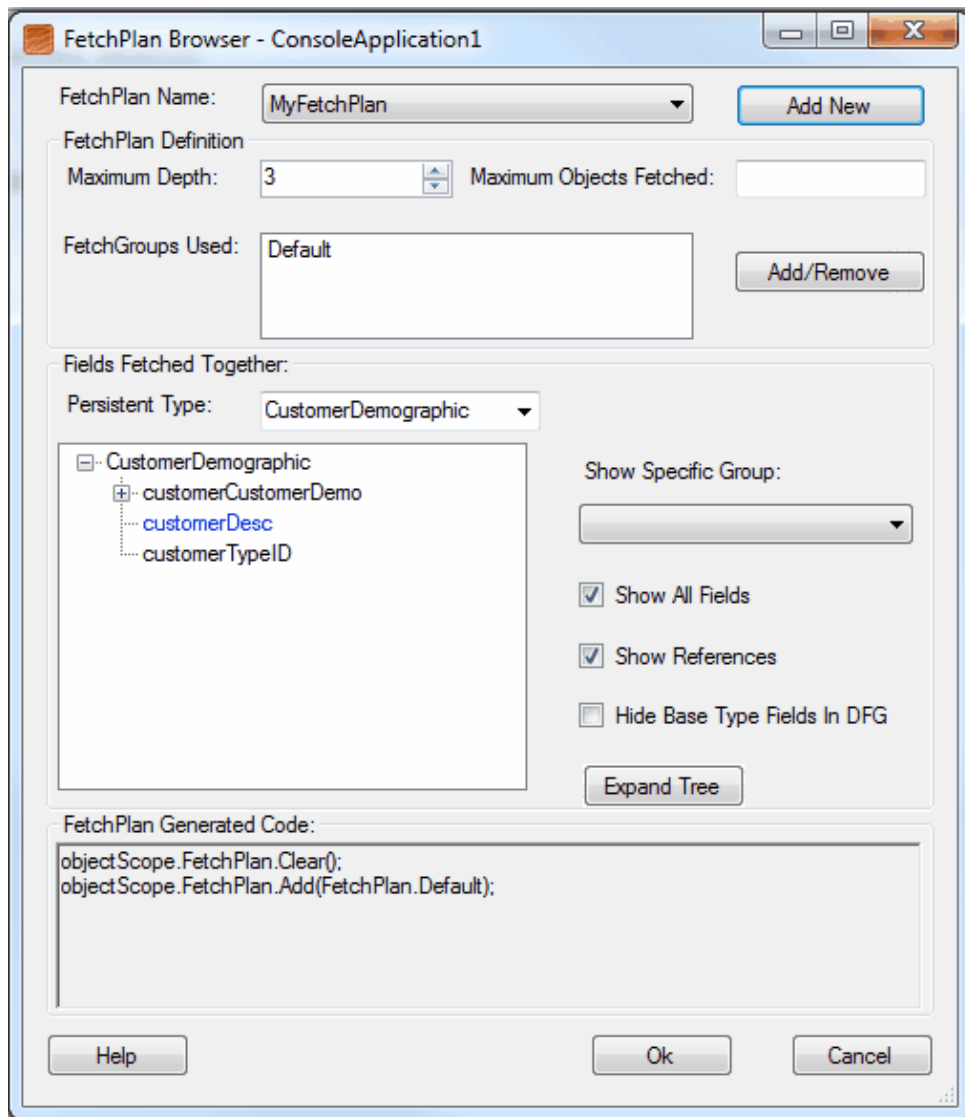 FetchPlan Browser - ConsoleApplication1
FetchPlan Name: MyFetchPlan Add New
FetchPlan Definition
Maximum Depth: 3 Maximum Objects Fetched:
FetchGroups Used: Default
Add/Remove
Fields Fetched Together:
Persistent Type: CustomerDemographic
CustomerDemographic
customerCustomerDemo
customerDesc
customerTypeID
Show Specific Group:
Show All Fields
Show References
Hide Base Type Fields In DFG
Expand Tree
FetchPlan Generated Code:
objectScope.FetchPlan.Clear();
objectScope.FetchPlan.Add(FetchPlan.Default);
Help Ok Cancel